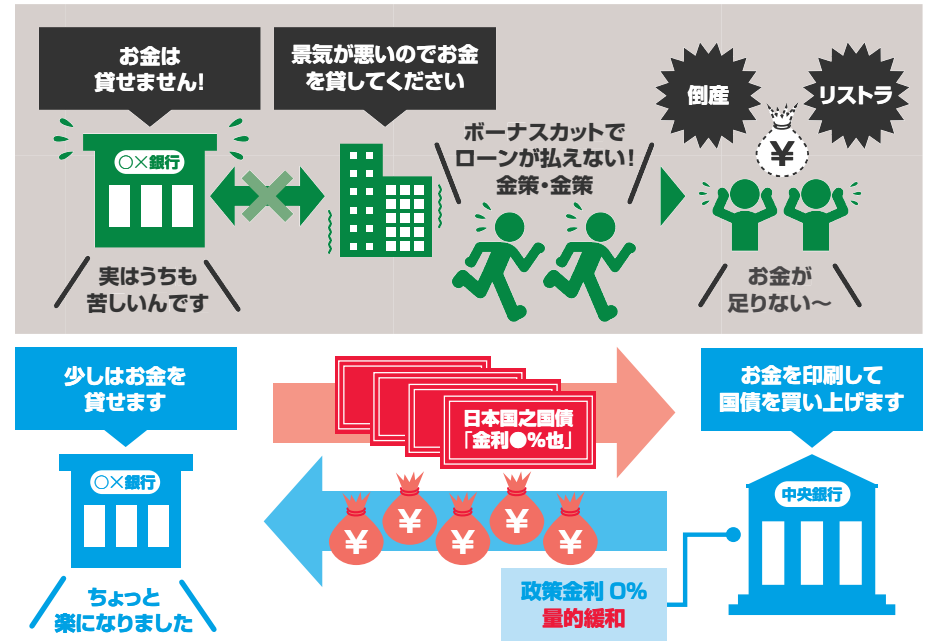 お金は
貸せません!
景気が悪いのでお金
を貸してください
倒産
リストラ
¥
ボーナスカットで
ローンが払えない!
金策・金策
○×銀行
実はうちも
苦しいんです
お金が
足りない〜
少しはお金を
貸せます
日本国之国債
「金利●%也」
お金を印刷して
国債を買い上げます
○×銀行
中央銀行
¥ ¥ ¥ ¥ ¥
政策金利 0%
量的緩和
ちょっと
楽になりました